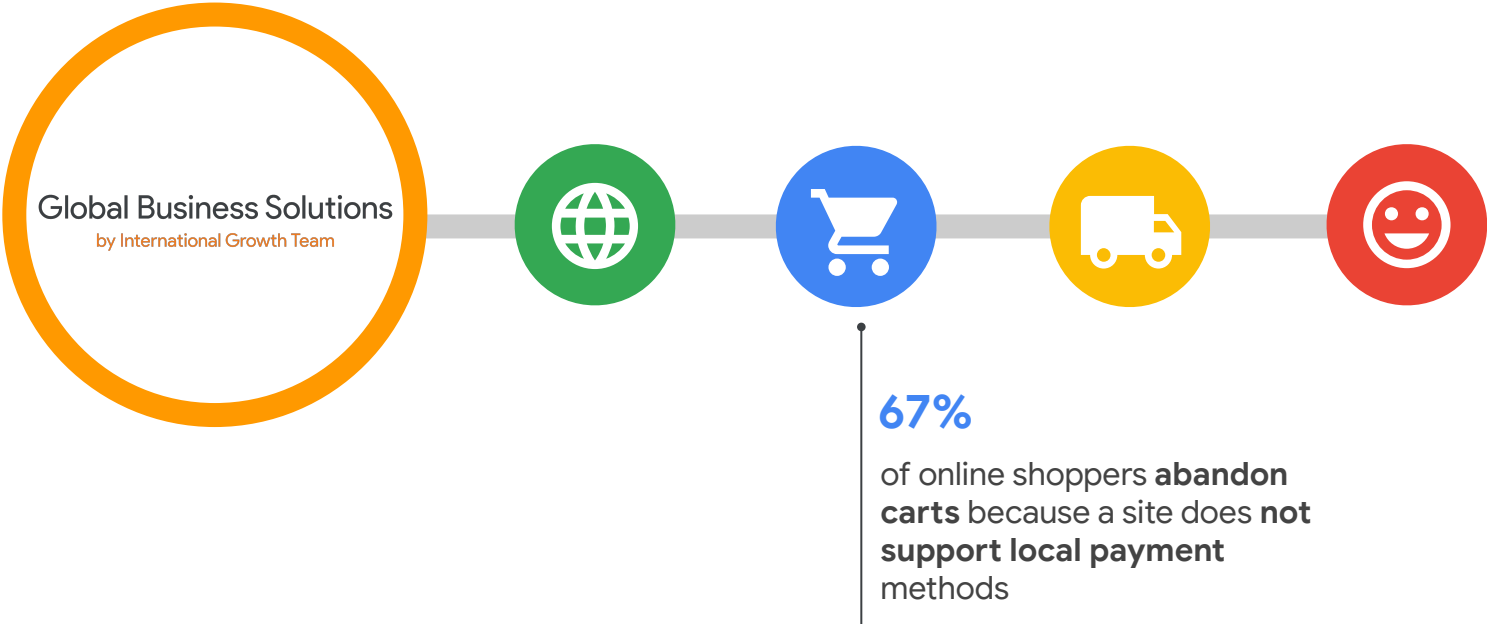 Global Business Solutions
by International Growth Team
67%
of online shoppers abandon
carts because a site does not
support local payment
methods